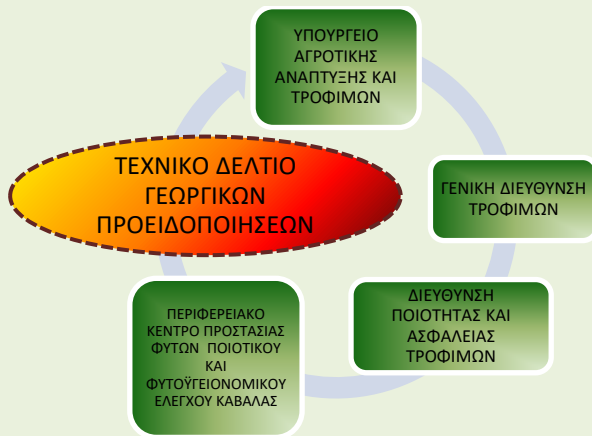 ΥΠΟΥΡΓΕΙΟ
ΑΓΡΟΤΙΚΗΣ
ΑΝΑΠΤΥΞΗΣ ΚΑΙ
ΤΡΟΦΙΜΩΝ
ΤΕΧΝΙΚΟ ΔΕΛΤΙΟ
ΓΕΩΡΓΙΚΩΝ
ΠΡΟΕΙΔΟΠΟΙΗΣΕΩΝ
ΓΕΝΙΚΗ ΔΙΕΥΘΥΝΣΗ
ΤΡΟΦΙΜΩΝ
ΔΙΕΥΘΥΝΣΗ
ΠΟΙΟΤΗΤΑΣ ΚΑΙ
ΑΣΦΑΛΕΙΑΣ
ΤΡΟΦΙΜΩΝ
ΠΕΡΙΦΕΡΕΙΑΚΟ
ΚΕΝΤΡΟ ΠΡΟΣΤΑΣΙΑΣ
ΦΥΤΩΝ ΠΟΙΟΤΙΚΟΥ
ΚΑΙ
ΦΥΤΟΫΓΕΙΟΝΟΜΙΚΟΥ
ΕΛΕΓΧΟΥ ΚΑΒΑΛΑΣ